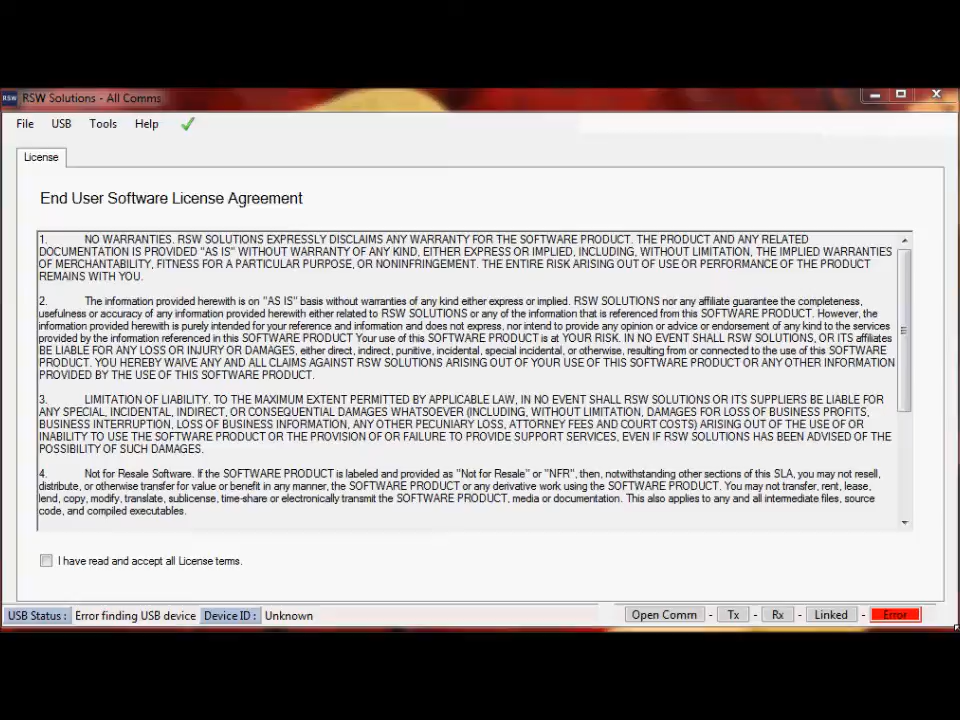 RSW RSW Solutions - All Comms
File USB Tools Help
License
End User Software License Agreement
1. NO WARRANTIES. RSW SOLUTIONS EXPRESSLY DISCLAIMS ANY WARRANTY FOR THE SOFTWARE PRODUCT. THE PRODUCT AND ANY RELATED
DOCUMENTATION IS PROVIDED "AS IS" WITHOUT WARRANTY OF ANY KIND, EITHER EXPRESS OR IMPLIED, INCLUDING, WITHOUT LIMITATION, THE IMPLIED WARRANTIES
OF MERCHANTABILITY, FITNESS FOR A PARTICULAR PURPOSE, OR NONINFRINGEMENT. THE ENTIRE RISK ARISING OUT OF USE OR PERFORMANCE OF THE PRODUCT
REMAINS WITH YOU.
2. The information provided herewith is on "AS IS" basis without warranties of any kind either express or implied. RSW SOLUTIONS nor any affiliate guarantee the completeness,
usefulness or accuracy of any information provided herewith either related to RSW SOLUTIONS or any of the information that is referenced from this SOFTWARE PRODUCT. However, the
information provided herewith is purely intended for your reference and information and does not express, nor intend to provide any opinion or advice or endorsement of any kind to the services
provided by the information referenced in this SOFTWARE PRODUCT Your use of this SOFTWARE PRODUCT is at YOUR RISK. IN NO EVENT SHALL RSW SOLUTIONS, OR ITS affiliates
BE LIABLE FOR ANY LOSS OR INJURY OR DAMAGES, either direct, indirect, punitive, incidental, special incidental, or otherwise, resulting from or connected to the use of this SOFTWARE
PRODUCT. YOU HEREBY WAIVE ANY AND ALL CLAIMS AGAINST RSW SOLUTIONS ARISING OUT OF YOUR USE OF THIS SOFTWARE PRODUCT OR ANY OTHER INFORMATION
PROVIDED BY THE USE OF THIS SOFTWARE PRODUCT.
3. LIMITATION OF LIABILITY. TO THE MAXIMUM EXTENT PERMITTED BY APPLICABLE LAW, IN NO EVENT SHALL RSW SOLUTIONS OR ITS SUPPLIERS BE LIABLE FOR
ANY SPECIAL, INCIDENTAL, INDIRECT, OR CONSEQUENTIAL DAMAGES WHATSOEVER (INCLUDING, WITHOUT LIMITATION, DAMAGES FOR LOSS OF BUSINESS PROFITS,
BUSINESS INTERRUPTION, LOSS OF BUSINESS INFORMATION, ANY OTHER PECUNIARY LOSS, ATTORNEY FEES AND COURT COSTS) ARISING OUT OF THE USE OF OR
INABILITY TO USE THE SOFTWARE PRODUCT OR THE PROVISION OF OR FAILURE TO PROVIDE SUPPORT SERVICES, EVEN IF RSW SOLUTIONS HAS BEEN ADVISED OF THE
POSSIBILITY OF SUCH DAMAGES.
4. Not for Resale Software. If the SOFTWARE PRODUCT is labeled and provided as "Not for Resale" or "NFR", then, notwithstanding other sections of this SLA, you may not resell,
distribute, or otherwise transfer for value or benefit in any manner, the SOFTWARE PRODUCT or any derivative work using the SOFTWARE PRODUCT. You may not transfer, rent, lease,
lend, copy, modify, translate, sublicense, time-share or electronically transmit the SOFTWARE PRODUCT, media or documentation. This also applies to any and all intermediate files, source
code, and compiled executables.
I have read and accept all License terms.
USB Status : Error finding USB device Device ID : Unknown Open Comm - Tx - Rx - Linked - Error